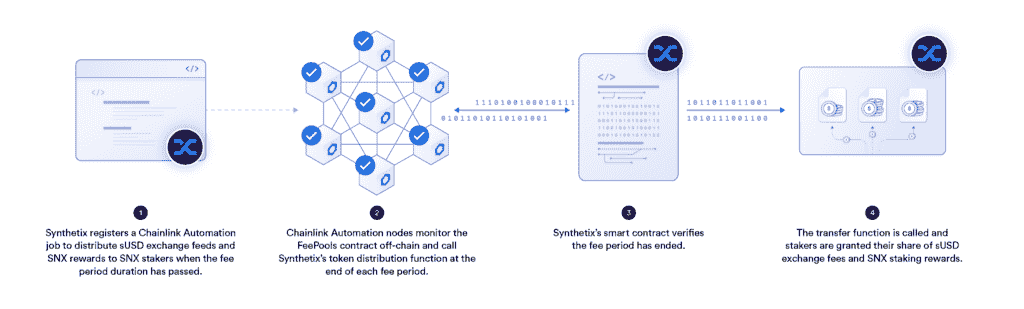 </>
</>
1110100100010111
010110101101 01001
</>
1011011011001
1010111001100
1
Synthetix registers a Chainlink Automation
job to distribute sUSD exchange feeds and
SNX rewards to SNX stakers when the fee
period duration has passed.
2
Chainlink Automation nodes monitor the
FeePools contract off-chain and call
Synthetix's token distribution function at the
end of each fee period.
3
Synthetix's smart contract verifies
the fee period has ended.
4
The transfer function is called and
stakers are granted their share of sUSD
exchange fees and SNX staking rewards.